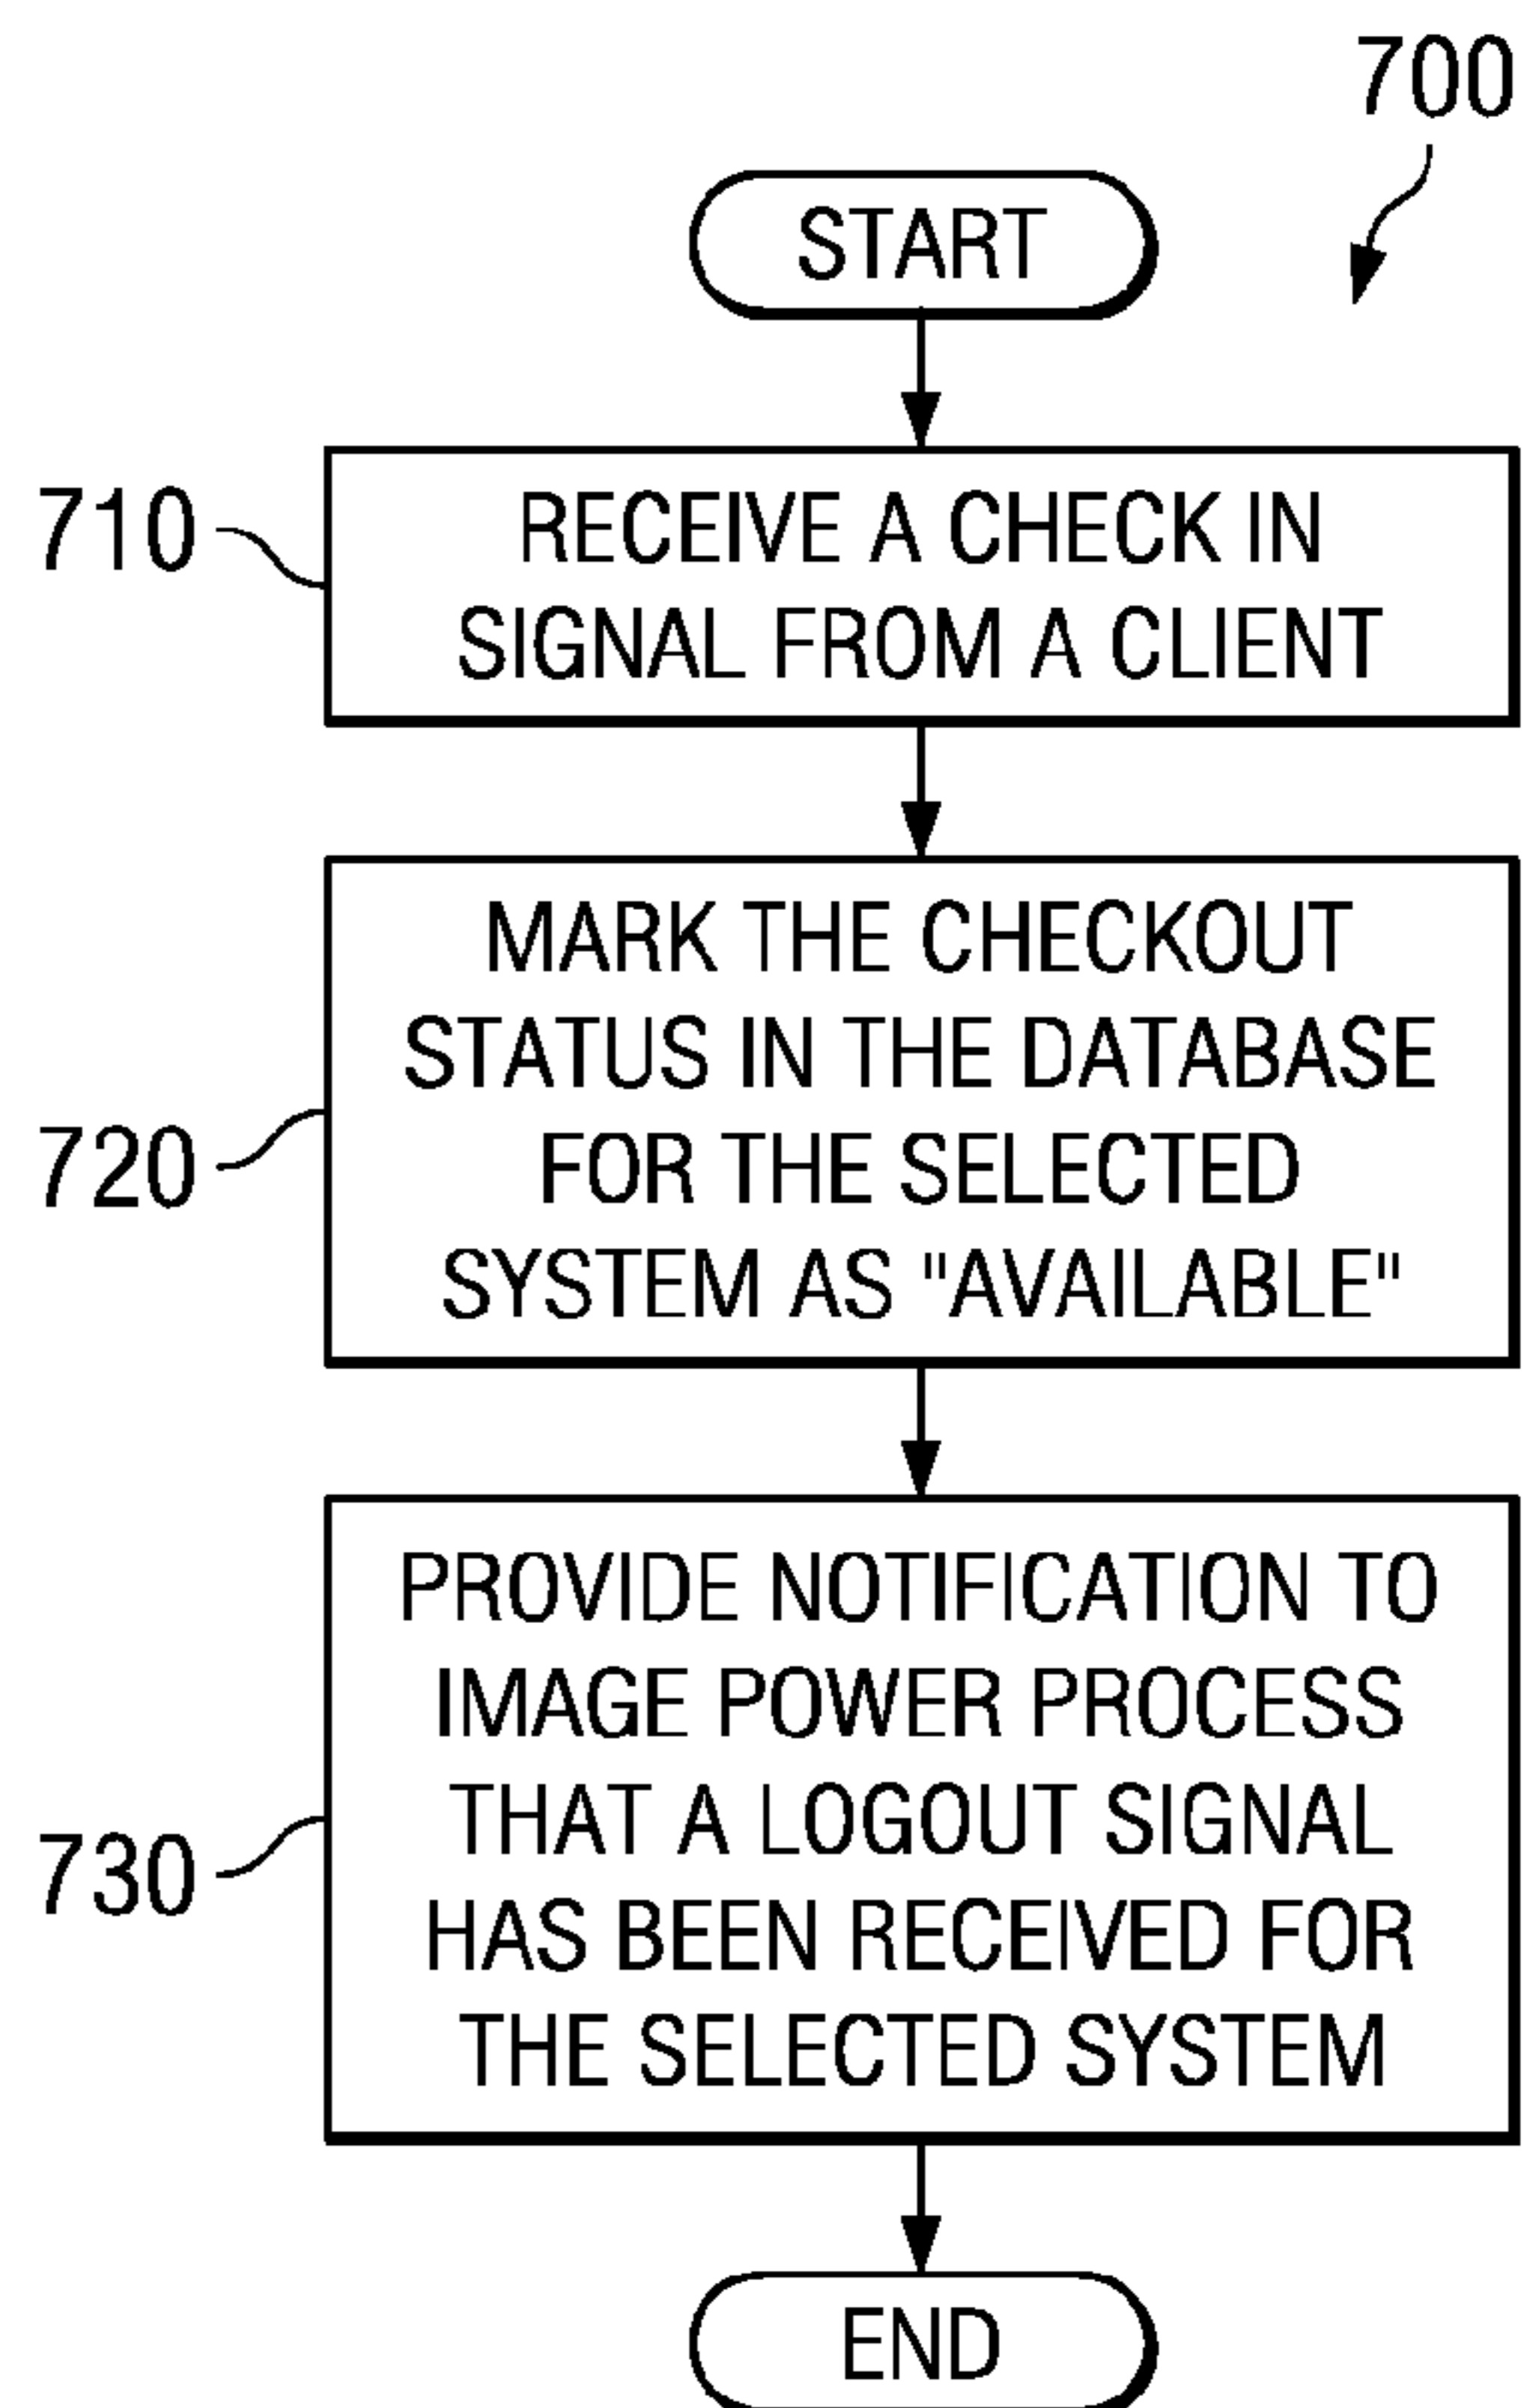 700
START
710
RECEIVE A CHECK IN
SIGNAL FROM A CLIENT
MARK THE CHECKOUT
STATUS IN THE DATABASE
720
FOR THE SELECTED
SYSTEM AS "AVAILABLE"
PROVIDE NOTIFICATION TO
IMAGE POWER PROCESS
THAT A LOGOUT SIGNAL
730
HAS BEEN RECEIVED FOR
THE SELECTED SYSTEM
END